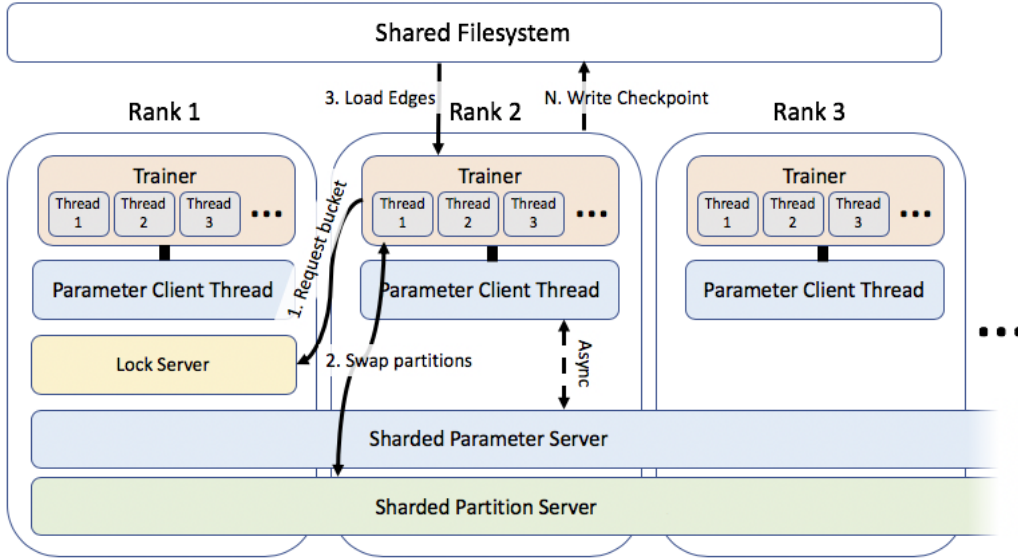 Shared Filesystem
3. Load Edges
N. Write Checkpoint
Rank 1
Rank 2
Rank 3
Trainer
Thread 1
Thread 2
Thread 3
...
Trainer
Thread 1
Thread 2
Thread 3
...
Trainer
Thread 1
Thread 2
Thread 3
...
1. Request bucket
Parameter Client Thread
Parameter Client Thread
Parameter Client Thread
...
Lock Server
2. Swap partitions
Async
Sharded Parameter Server
Sharded Partition Server